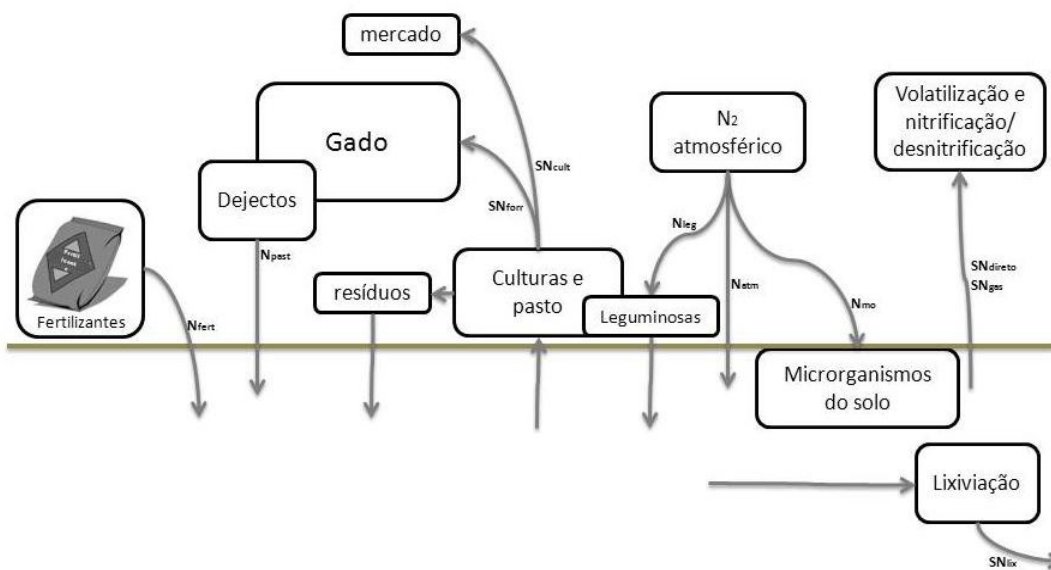 mercado
Gado
Dejectos
N2
atmosférico
Volatilização e
nitrificação/
desnitrificação
SNcult
SNforr
Nleg
Npast
Natm
Nmo
SNdireto
SNgas
Culturas e
pasto
resíduos
Leguminosas
Fertilizantes
Nfert
Microrganismos
do solo
Lixiviação
SNlix